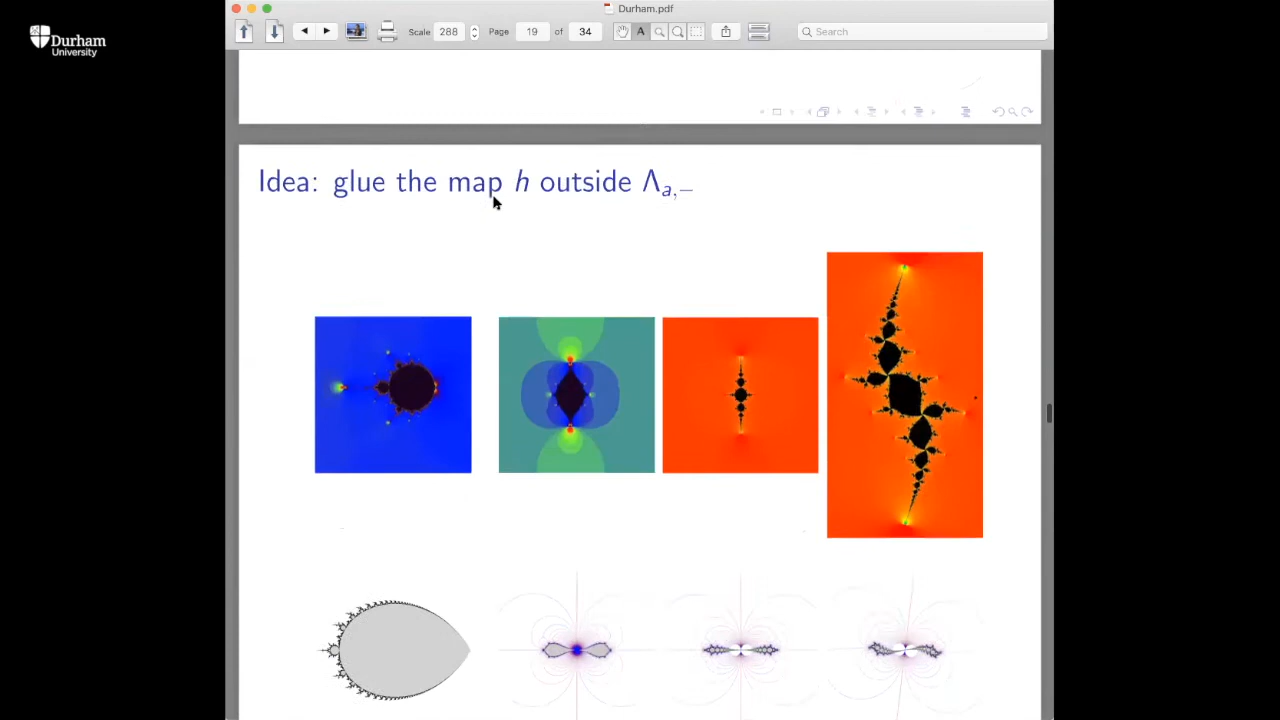 Durham.pdf
Durham
University
Scale 288 Page 19 of 34 A Search
Idea: glue the map h outside Λₐ,₋